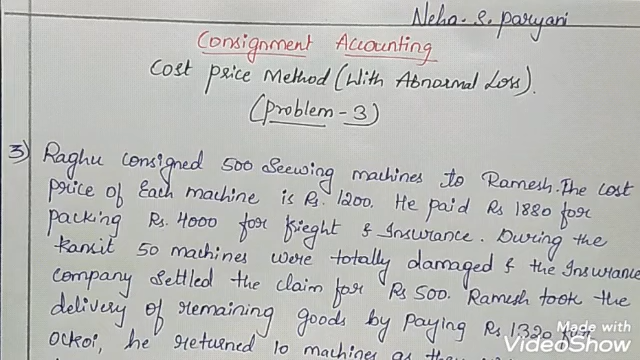 Neha. S. Paryani
Consignment Accounting
Cost price Method (With Abnormal Loss).
(Problem - 3)
3) Raghu consigned 500 Seewing machines to Ramesh. The cost
price of Each machine is Rs. 1200. He paid Rs 1880 for
packing Rs. 4000 for frieght & Insurance. During the
transit 50 machines were totally damaged & the Insurance
company Settled the claim for Rs 500. Ramesh took the
delivery of remaining goods by paying Rs. 1320 for
Octroi, he returned 10 machines as they
Made with
VideoShow